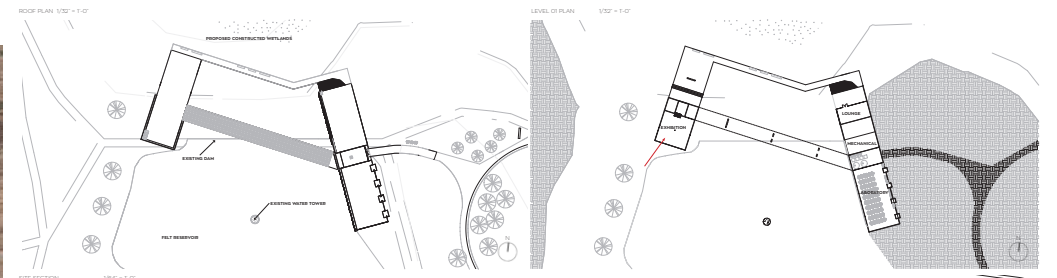 ROOF PLAN 1/32" = 1'-0"
PROPOSED CONSTRUCTED WETLANDS
EXISTING DAM
EXISTING WATER TOWER
FELT RESERVOIR
N
LEVEL 01 PLAN 1/32" = 1'-0"
LOUNGE
EXHIBITION
MECHANICAL
LABORATORY
N